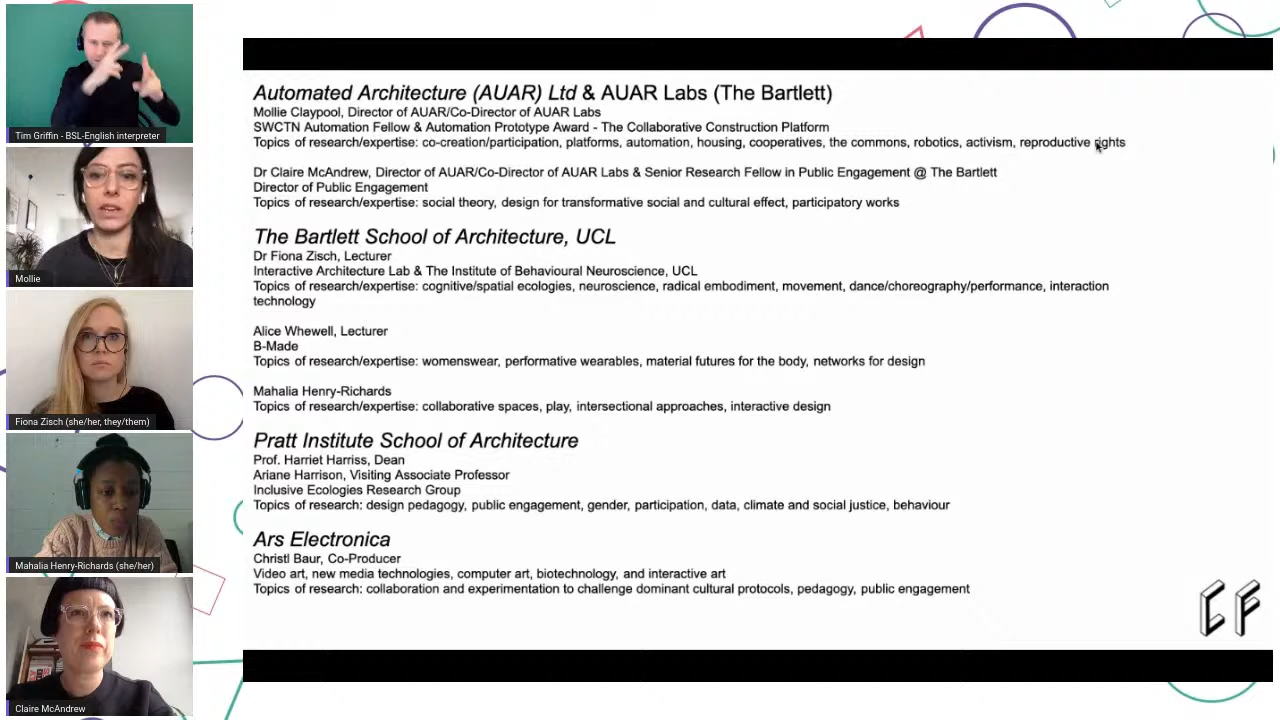 Tim Griffin - BSL-English interpreter
Mollie
Fiona Zisch (she/her, they/them)
Mahalia Henry-Richards (she/her)
Claire McAndrew
Automated Architecture (AUAR) Ltd & AUAR Labs (The Bartlett)
Mollie Claypool, Director of AUAR/Co-Director of AUAR Labs
SWCTN Automation Fellow & Automation Prototype Award - The Collaborative Construction Platform
Topics of research/expertise: co-creation/participation, platforms, automation, housing, cooperatives, the commons, robotics, activism, reproductive rights
Dr Claire McAndrew, Director of AUAR/Co-Director of AUAR Labs & Senior Research Fellow in Public Engagement @ The Bartlett
Director of Public Engagement
Topics of research/expertise: social theory, design for transformative social and cultural effect, participatory works
The Bartlett School of Architecture, UCL
Dr Fiona Zisch, Lecturer
Interactive Architecture Lab & The Institute of Behavioural Neuroscience, UCL
Topics of research/expertise: cognitive/spatial ecologies, neuroscience, radical embodiment, movement, dance/choreography/performance, interaction
technology
Alice Whewell, Lecturer
B-Made
Topics of research/expertise: womenswear, performative wearables, material futures for the body, networks for design
Mahalia Henry-Richards
Topics of research/expertise: collaborative spaces, play, intersectional approaches, interactive design
Pratt Institute School of Architecture
Prof. Harriet Harriss, Dean
Ariane Harrison, Visiting Associate Professor
Inclusive Ecologies Research Group
Topics of research: design pedagogy, public engagement, gender, participation, data, climate and social justice, behaviour
Ars Electronica
Christl Baur, Co-Producer
Video art, new media technologies, computer art, biotechnology, and interactive art
Topics of research: collaboration and experimentation to challenge dominant cultural protocols, pedagogy, public engagement
CF